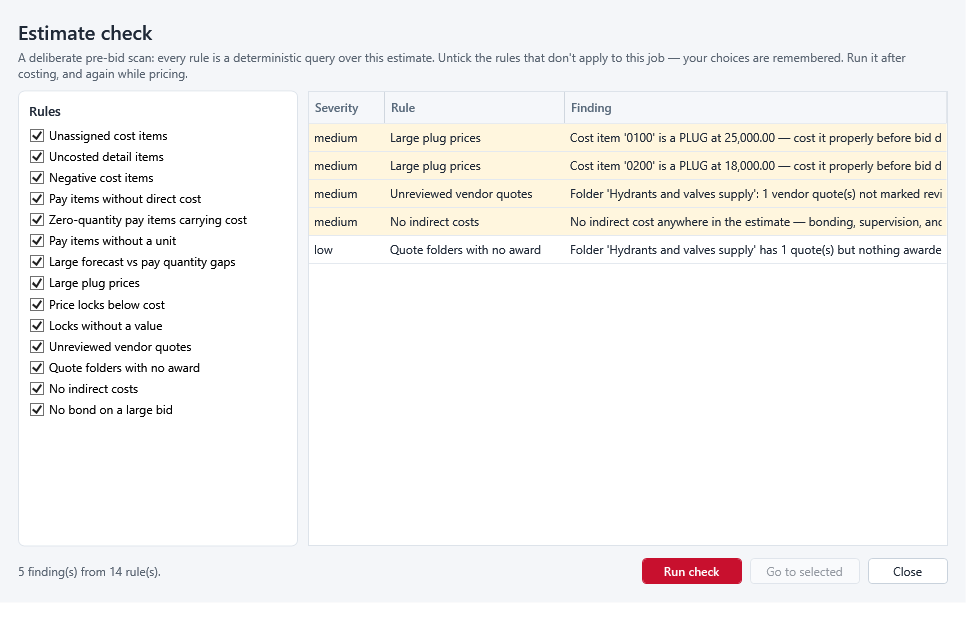 Estimate check
A deliberate pre-bid scan: every rule is a deterministic query over this estimate. Untick the rules that don't apply to this job — your choices are remembered. Run it after
costing, and again while pricing.
Rules
Unassigned cost items
Uncosted detail items
Negative cost items
Pay items without direct cost
Zero-quantity pay items carrying cost
Pay items without a unit
Large forecast vs pay quantity gaps
Large plug prices
Price locks below cost
Locks without a value
Unreviewed vendor quotes
Quote folders with no award
No indirect costs
No bond on a large bid
Severity Rule Finding
medium Large plug prices Cost item '0100' is a PLUG at 25,000.00 — cost it properly before bid d
medium Large plug prices Cost item '0200' is a PLUG at 18,000.00 — cost it properly before bid d
medium Unreviewed vendor quotes Folder 'Hydrants and valves supply': 1 vendor quote(s) not marked revi
medium No indirect costs No indirect cost anywhere in the estimate — bonding, supervision, and
low Quote folders with no award Folder 'Hydrants and valves supply' has 1 quote(s) but nothing awarde
5 finding(s) from 14 rule(s).
Run check
Go to selected
Close